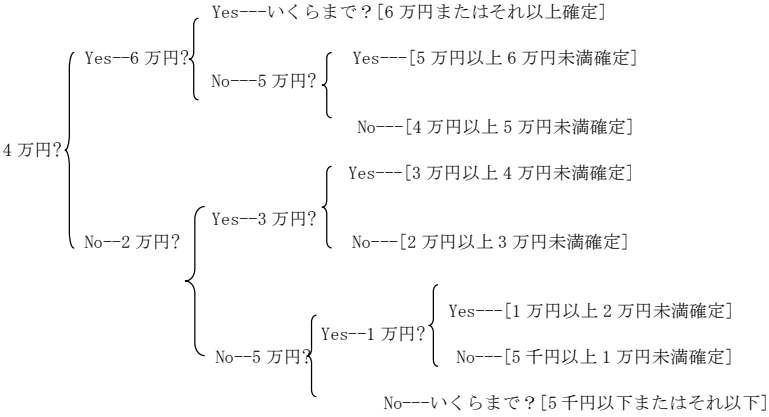 Yes---いくらまで？[6 万円またはそれ以上確定]
Yes--6 万円?
Yes---[5 万円以上 6 万円未満確定]
No---5 万円?
No---[4 万円以上 5 万円未満確定]
4 万円?
Yes---[3 万円以上 4 万円未満確定]
Yes--3 万円?
No--2 万円?
No---[2 万円以上 3 万円未満確定]
Yes---[1 万円以上 2 万円未満確定]
Yes--1 万円?
No--5 万円?
No---[5 千円以上 1 万円未満確定]
No---いくらまで？[5 千円以下またはそれ以下]